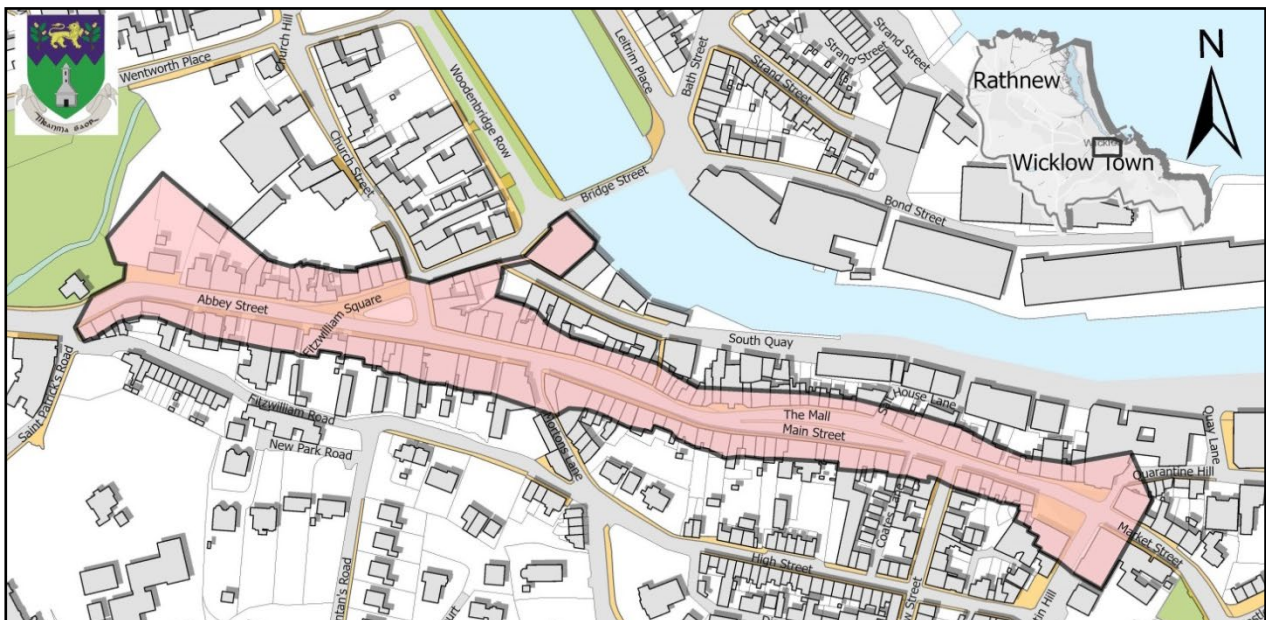 Wentworth Place
Church Hill
Woodenbridge Row
Leitrim Place
Bath Street
Strand Street
Strand Street
Strand Street
Rathnew
Wicklow Town
N
Church Street
Bridge Street
Bond Street
Abbey Street
Fitzwilliam Square
South Quay
Saint Patrick's Road
Fitzwilliam Road
New Park Road
Mortons Lane
The Mall
Main Street
House Lane
Quay Lane
Quarantine Hill
Market Street
High Street